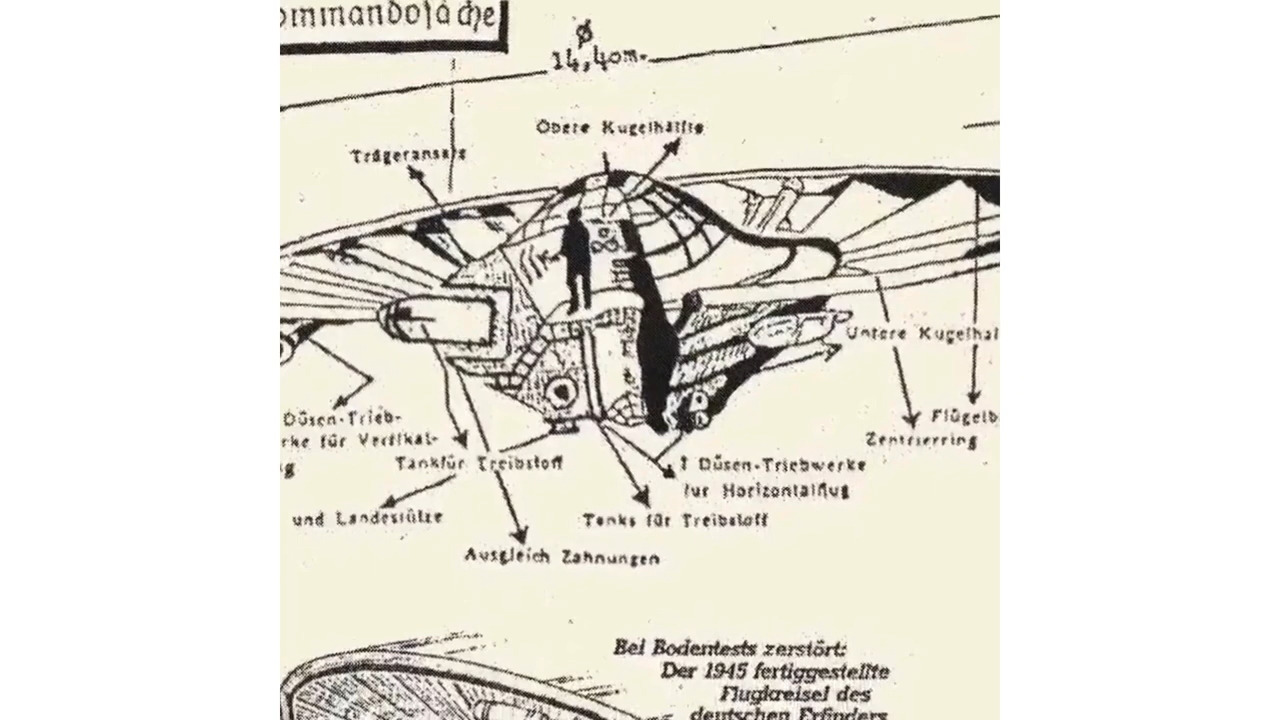 ommandosache
ø
14,40m.
Obere Kugelhälfte
Trägeransatz
Untere Kugelhäl
Düsen-Trieb-
rke für Vertikal-
g
Flügelb
Zentrierring
Tank für Treibstoff
7 Düsen-Triebwerke
für Horizontalflug
und Landestütze
Tanks für Treibstoff
Ausgleich Zahnungen
Bei Bodentests zerstört:
Der 1945 fertiggestellte
Flugkreisel des
deutschen Erfinders